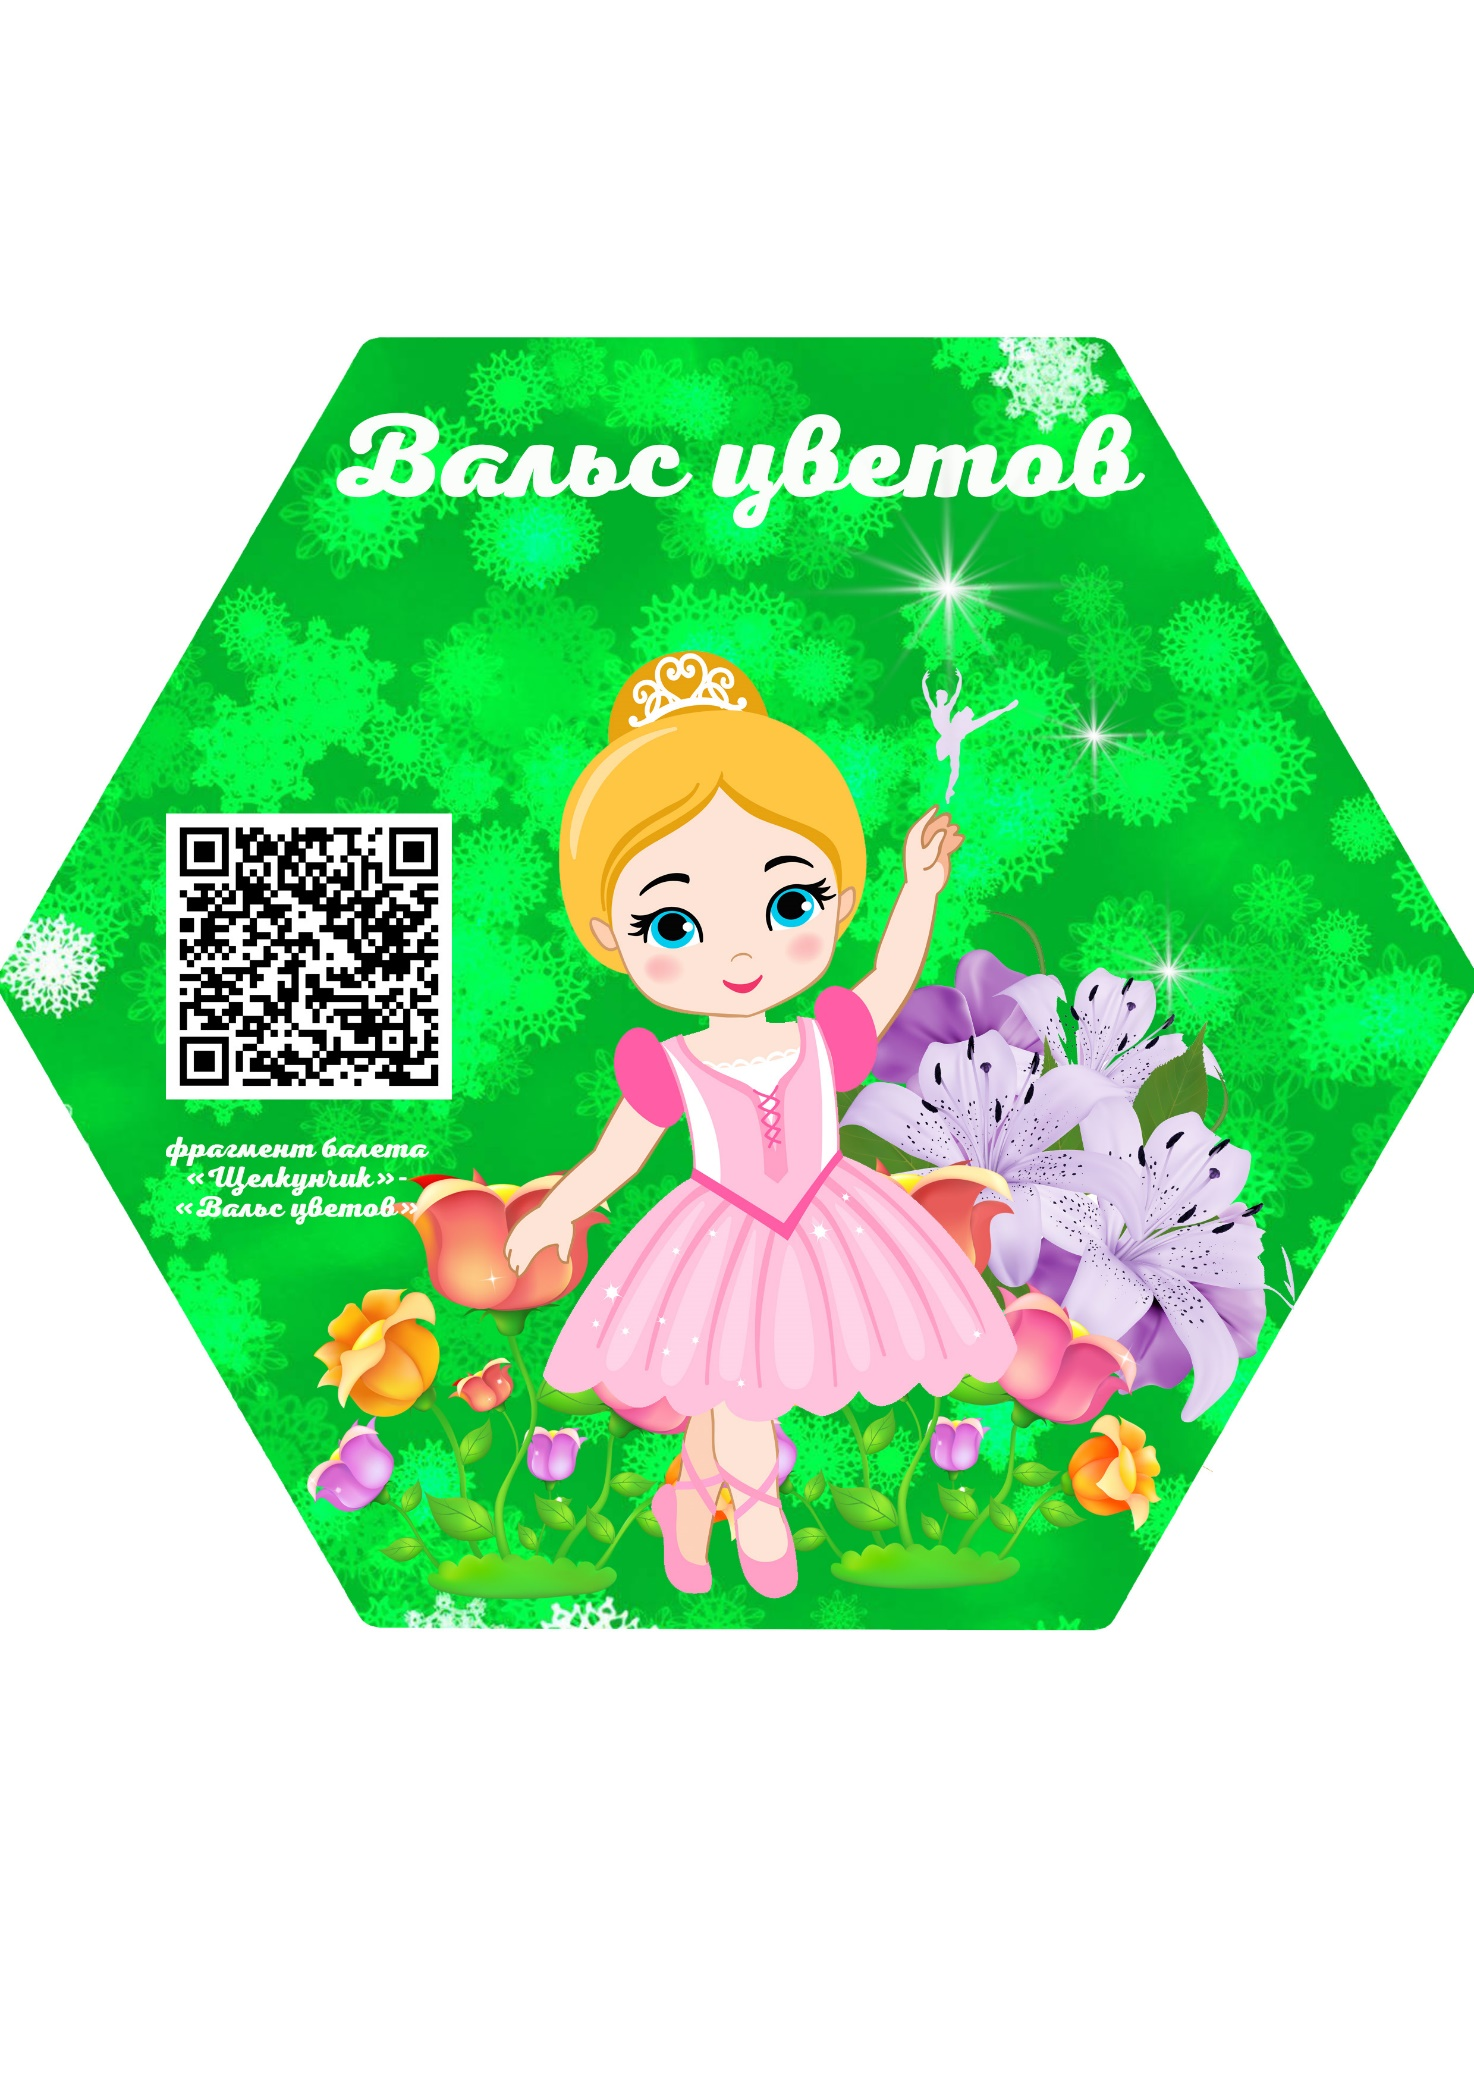 Вальс цветов
фрагмент балета
«Щелкунчик»-
«Вальс цветов»